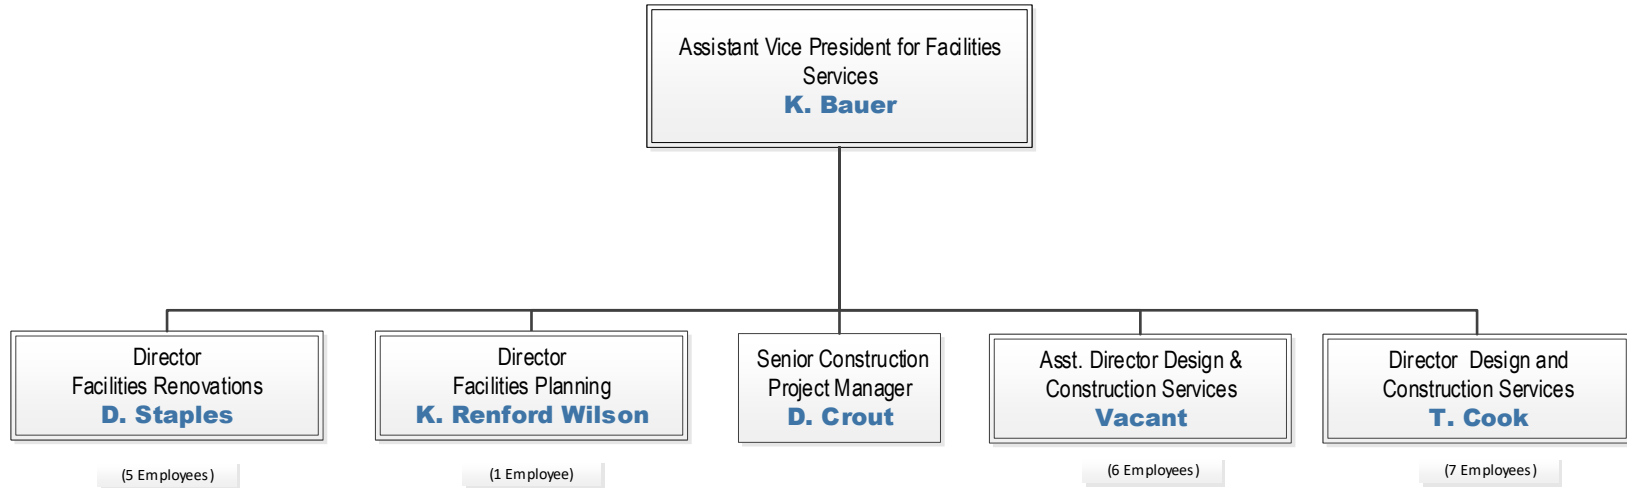 Assistant Vice President for Facilities
Services
K. Bauer
Director
Facilities Renovations
D. Staples
(5 Employees)
Director
Facilities Planning
K. Renford Wilson
(1 Employee)
Senior Construction
Project Manager
D. Crout
Asst. Director Design &
Construction Services
Vacant
(6 Employees)
Director Design and
Construction Services
T. Cook
(7 Employees)